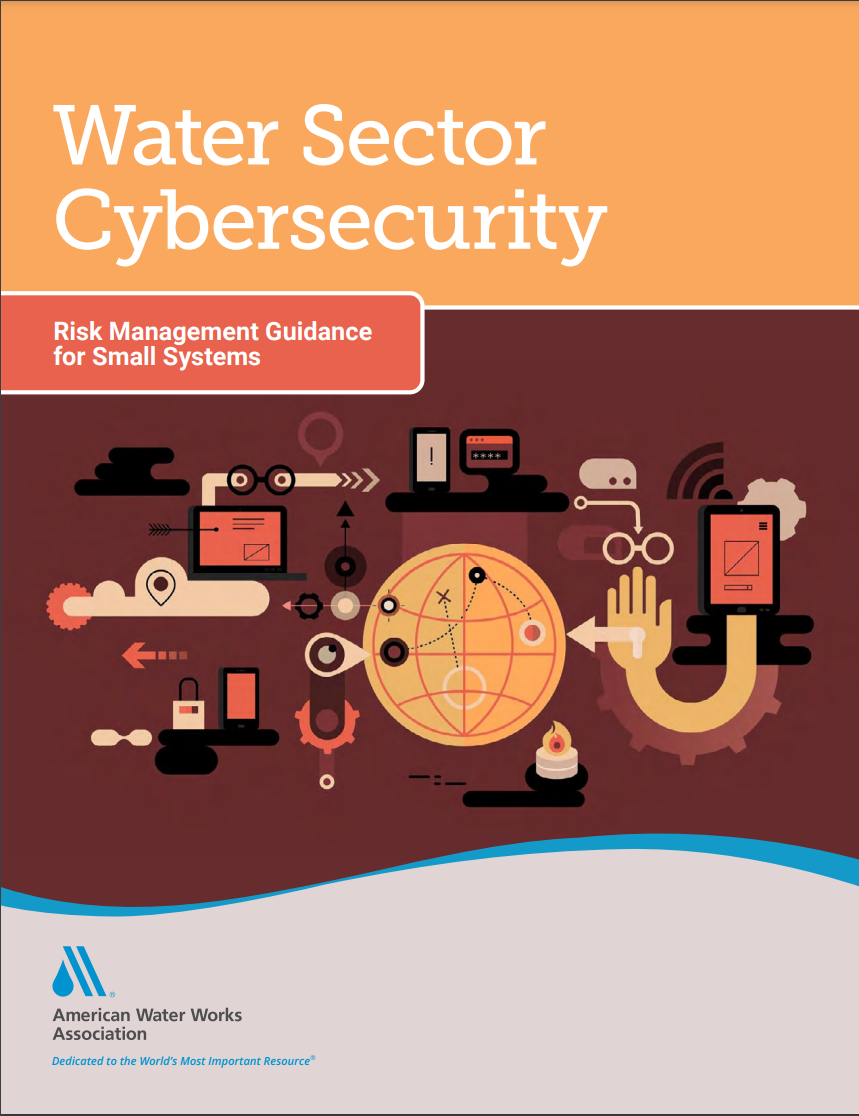 Water Sector
Cybersecurity
Risk Management Guidance
for Small Systems
!
****
®
American Water Works
Association
Dedicated to the World's Most Important Resource®